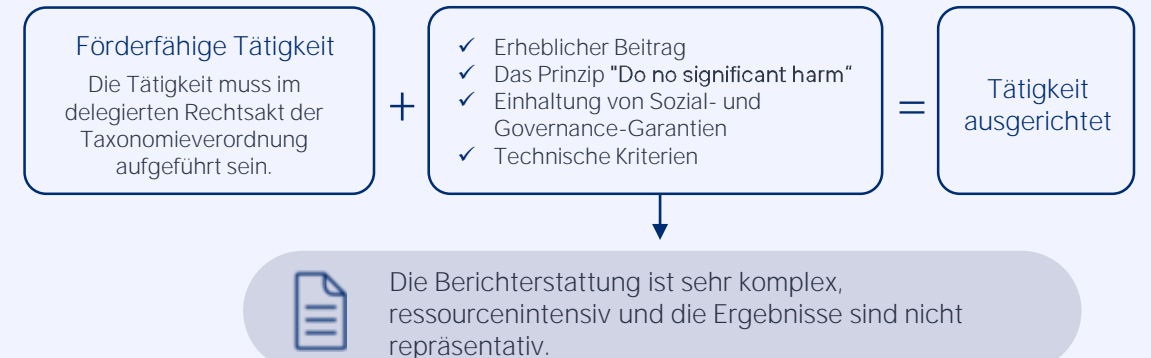 Förderfähige Tätigkeit
Die Tätigkeit muss im
delegierten Rechtsakt der
Taxonomieverordnung
aufgeführt sein.
+
✓ Erheblicher Beitrag
✓ Das Prinzip "Do no significant harm“
✓ Einhaltung von Sozial- und
Governance-Garantien
✓ Technische Kriterien
=
Tätigkeit
ausgerichtet
Die Berichterstattung ist sehr komplex,
ressourcenintensiv und die Ergebnisse sind nicht
repräsentativ.